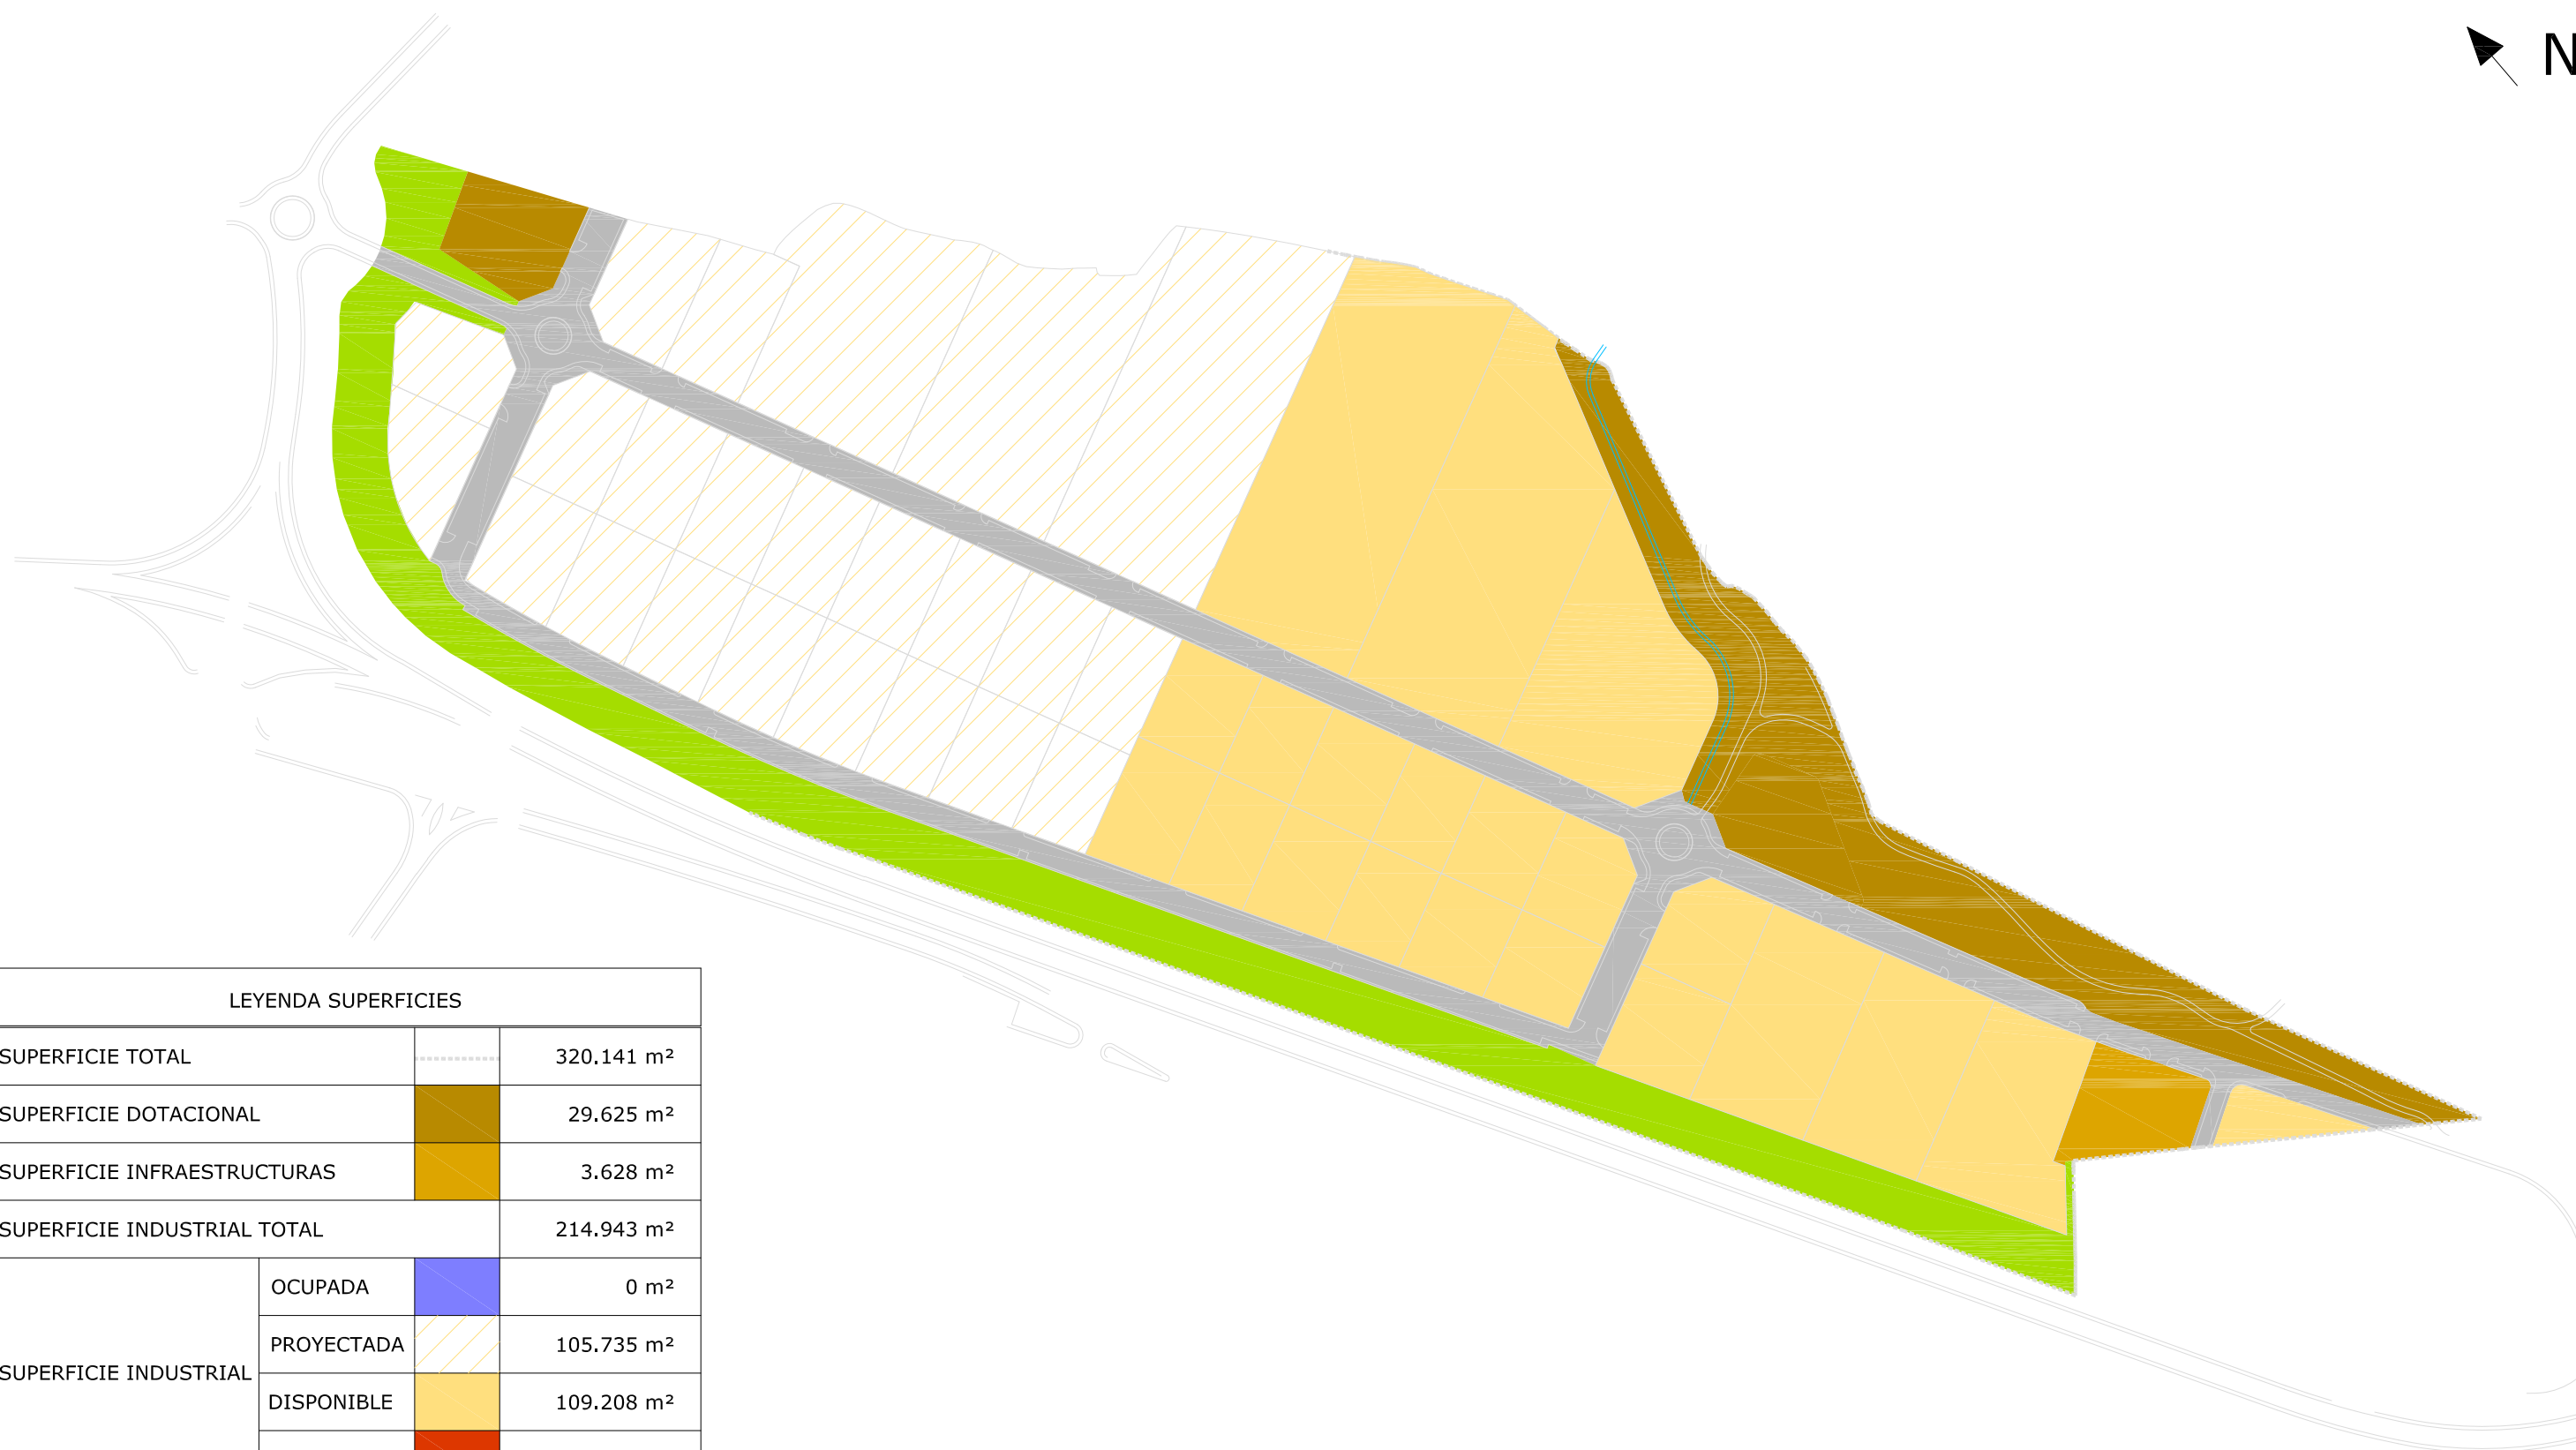 N
LEYENDA SUPERFICIES
SUPERFICIE TOTAL 320.141 m²
SUPERFICIE DOTACIONAL 29.625 m²
SUPERFICIE INFRAESTRUCTURAS 3.628 m²
SUPERFICIE INDUSTRIAL TOTAL 214.943 m²
SUPERFICIE INDUSTRIAL
OCUPADA 0 m²
PROYECTADA 105.735 m²
DISPONIBLE 109.208 m²